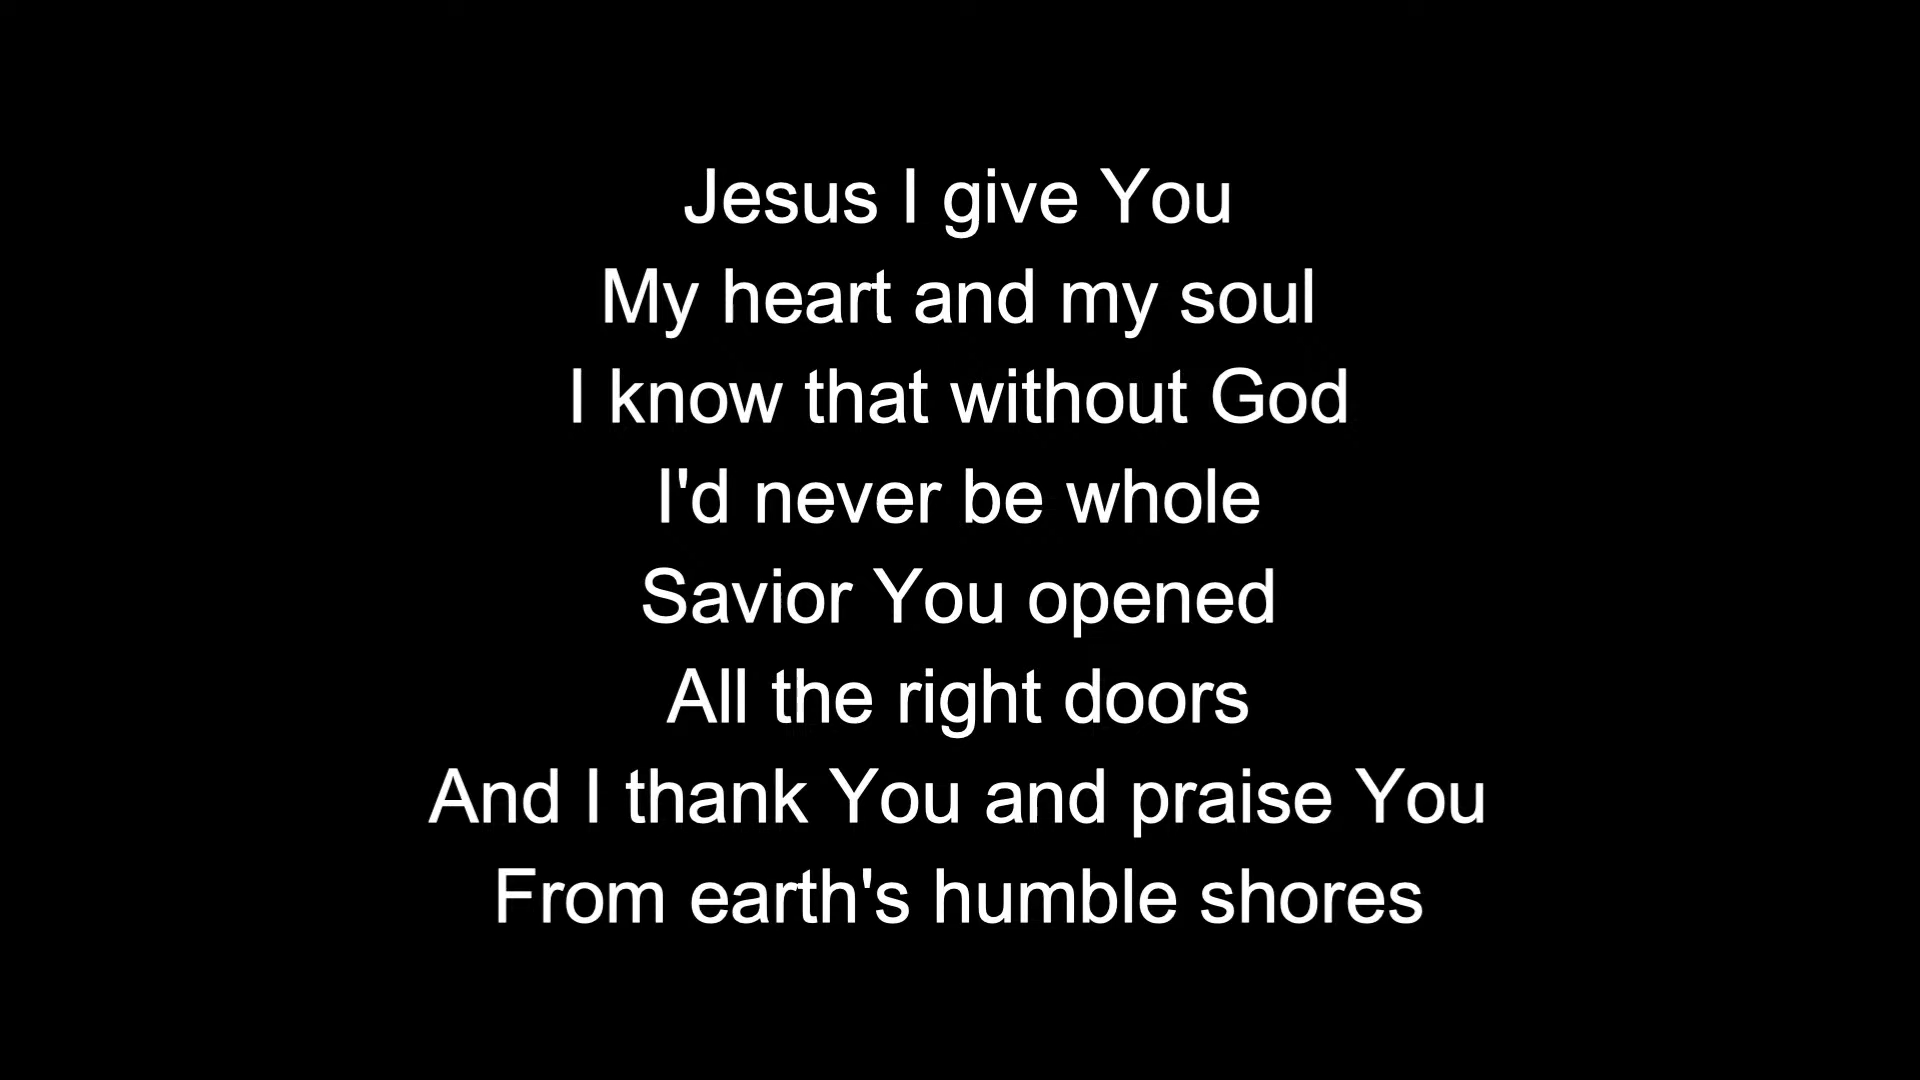 Jesus I give You
My heart and my soul
I know that without God
I'd never be whole
Savior You opened
All the right doors
And I thank You and praise You
From earth's humble shores